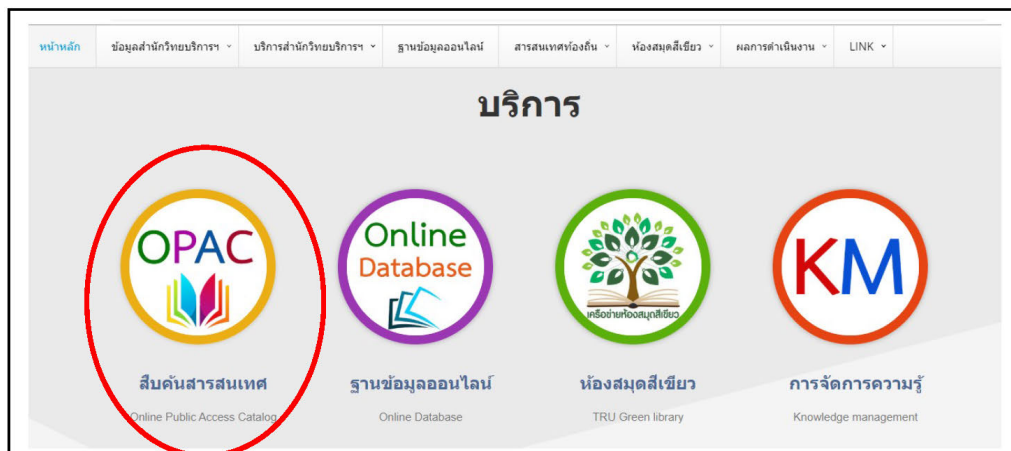 หน้าหลัก ข้อมูลสำนักวิทยบริการฯ บริการสำนักวิทยบริการฯ ฐานข้อมูลออนไลน์ สารสนเทศท้องถิ่น ห้องสมุดสีเขียว ผลการดำเนินงาน LINK
บริการ
OPAC
Online
Database
เครือข่ายห้องสมุดสีเขียว
KM
สืบค้นสารสนเทศ ฐานข้อมูลออนไลน์ ห้องสมุดสีเขียว การจัดการความรู้
Online Public Access Catalog Online Database TRU Green library Knowledge management